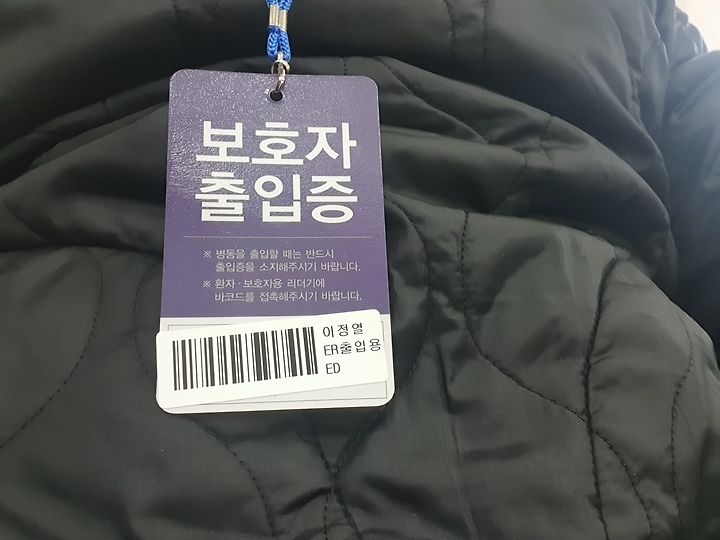 보호자
출입증
※ 병동을 출입할 때는 반드시
출입증을 소지해주시기 바랍니다.
※ 환자·보호자용 리더기에
바코드를 접촉해주시기 바랍니다.
이정열
ER출입용
ED